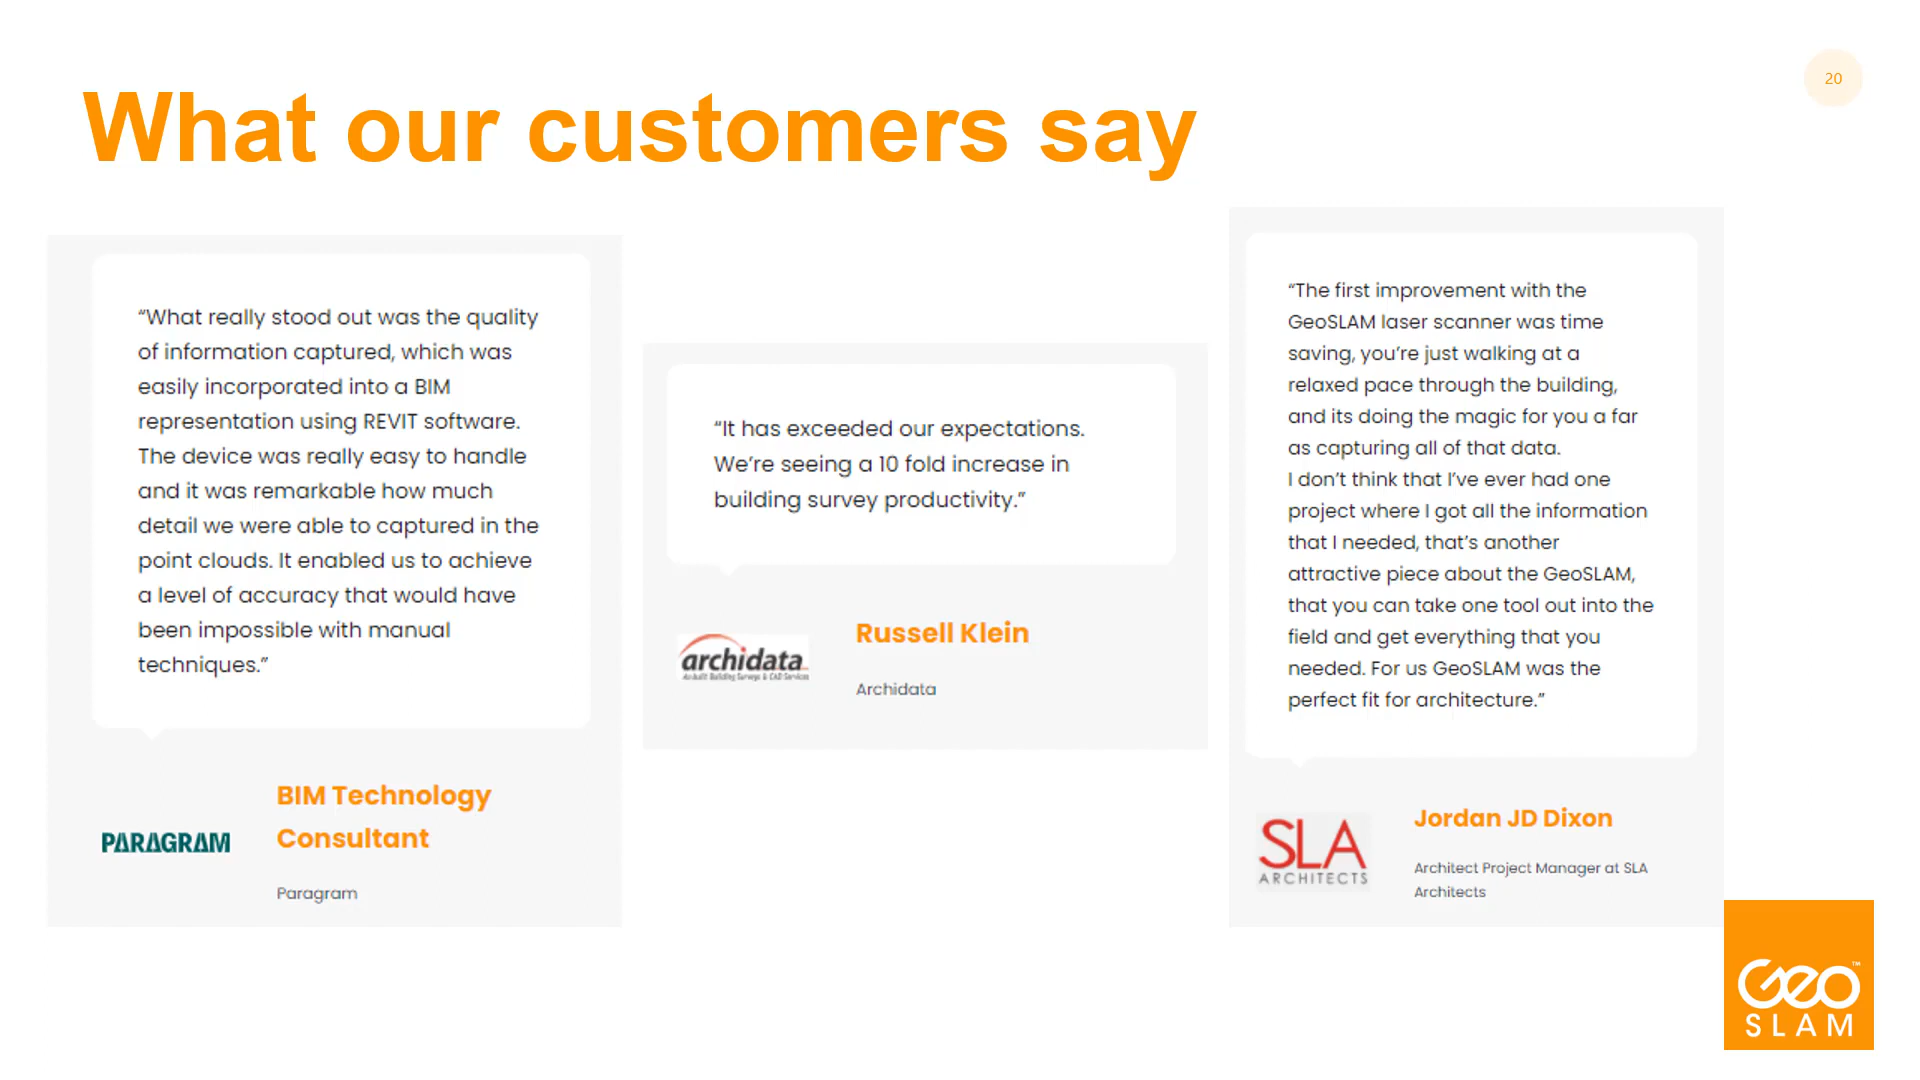 20
What our customers say
“What really stood out was the quality
of information captured, which was
easily incorporated into a BIM
representation using REVIT software.
The device was really easy to handle
and it was remarkable how much
detail we were able to captured in the
point clouds. It enabled us to achieve
a level of accuracy that would have
been impossible with manual
techniques.”
PARAGRAM
BIM Technology
Consultant
Paragram
“It has exceeded our expectations.
We’re seeing a 10 fold increase in
building survey productivity.”
archidata
As-built Building Surveys & CAD Services
Russell Klein
Archidata
“The first improvement with the
GeoSLAM laser scanner was time
saving, you’re just walking at a
relaxed pace through the building,
and its doing the magic for you a far
as capturing all of that data.
I don’t think that I’ve ever had one
project where I got all the information
that I needed, that’s another
attractive piece about the GeoSLAM,
that you can take one tool out into the
field and get everything that you
needed. For us GeoSLAM was the
perfect fit for architecture.”
SLA
ARCHITECTS
Jordan JD Dixon
Architect Project Manager at SLA
Architects
Geo™
SLAM